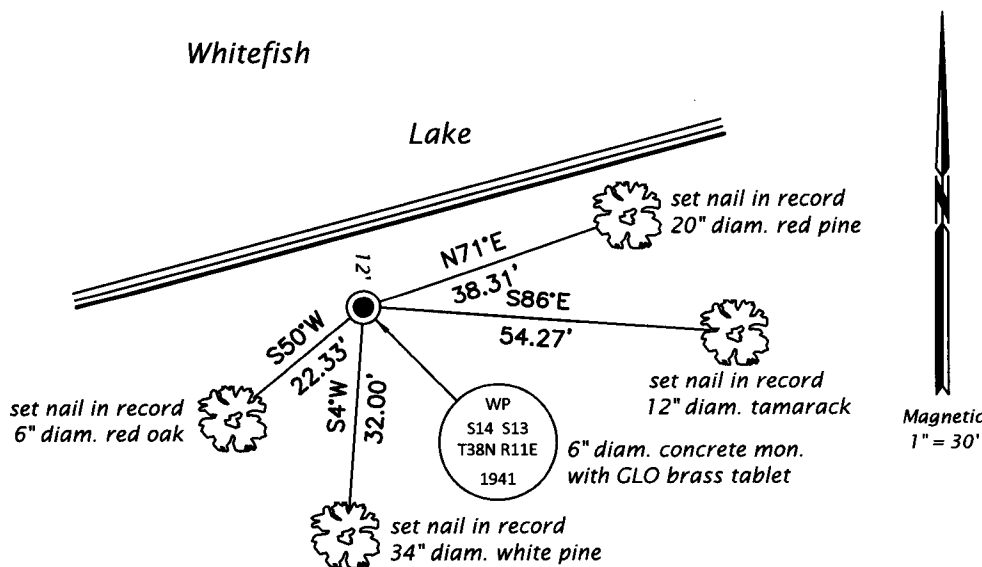 Whitefish
Lake
set nail in record
20" diam. red pine
N71°E
38.31'
12'
S86°E
54.27'
set nail in record
12" diam. tamarack
S50°W
22.33'
set nail in record
6" diam. red oak
S4°W
32.00'
set nail in record
34" diam. white pine
WP
S14 S13
T38N R11E
1941
6" diam. concrete mon.
with GLO brass tablet
N
Magnetic
1" = 30'